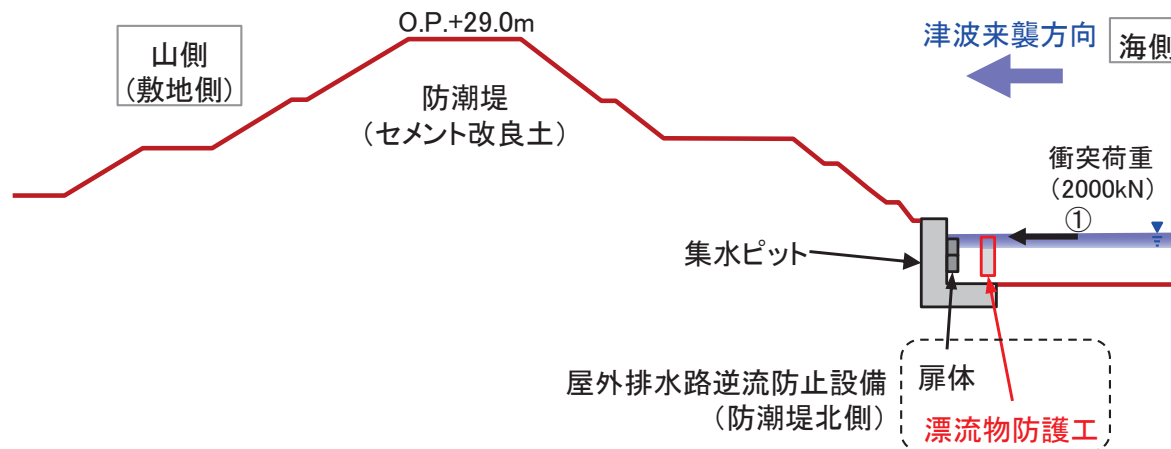 O.P.+29.0m
山側
(敷地側)
防潮堤
（セメント改良土）
津波来襲方向
海側
衝突荷重
（2000kN）
①
集水ピット
屋外排水路逆流防止設備
（防潮堤北側）
扉体
漂流物防護工